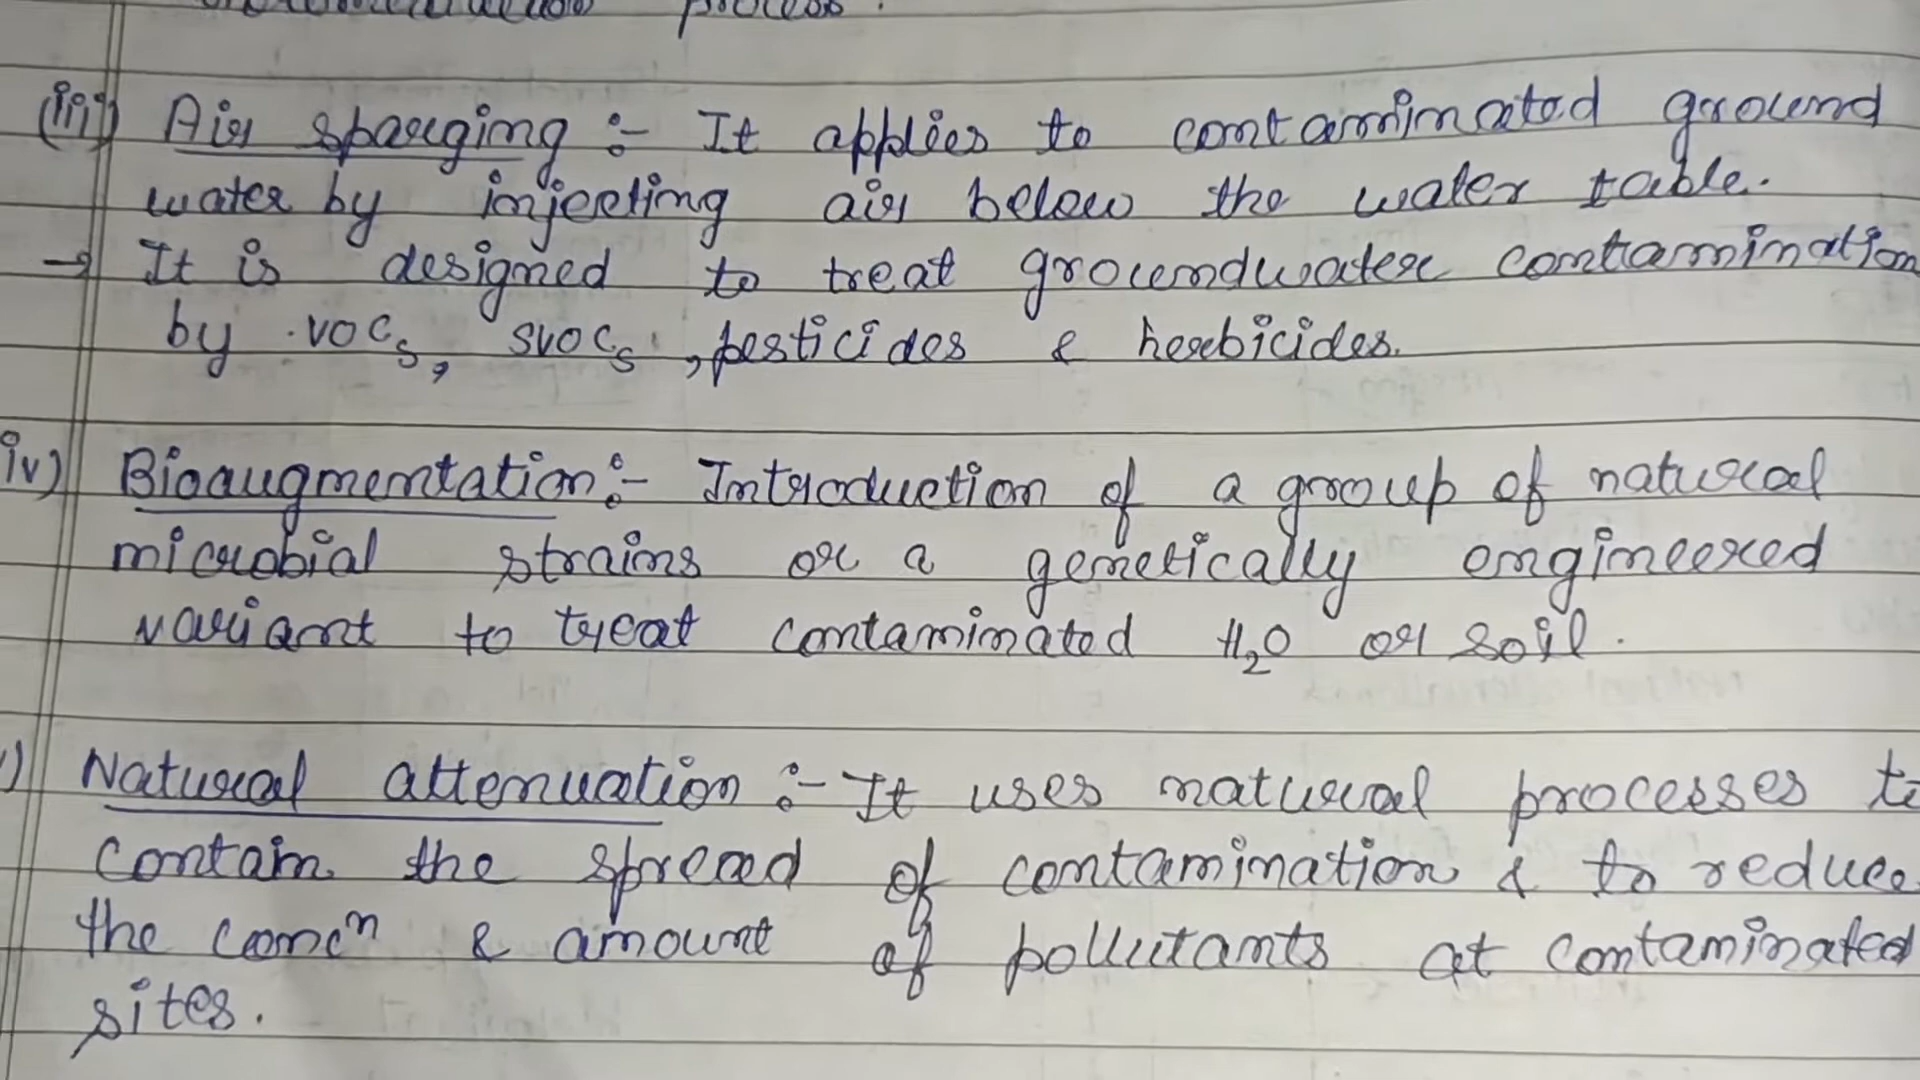 process.
(iii) Air sparging :- It applies to contaminated ground
water by injecting air below the water table.
→ It is designed to treat groundwater contamination
by VOCs, SVOCs, pesticides & herbicides.
iv) Bioaugmentation :- Introduction of a group of natural
microbial strains or a genetically engineered
variant to treat contaminated H₂O or soil.
) Natural attenuation :- It uses natural processes to
contain the spread of contamination & to reduce
the concⁿ & amount of pollutants at contaminated
sites.